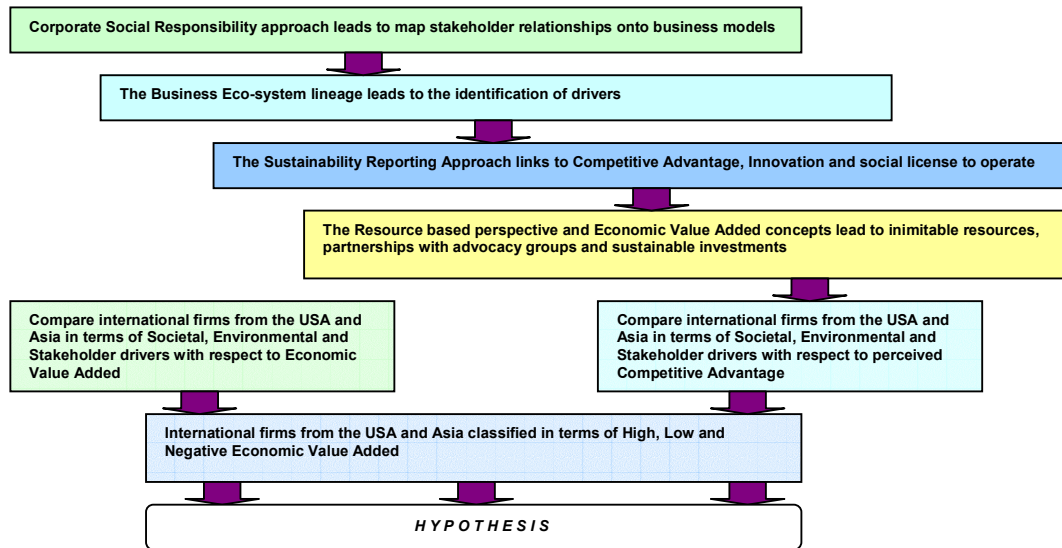 Corporate Social Responsibility approach leads to map stakeholder relationships onto business models
The Business Eco-system lineage leads to the identification of drivers
The Sustainability Reporting Approach links to Competitive Advantage, Innovation and social license to operate
The Resource based perspective and Economic Value Added concepts lead to inimitable resources,
partnerships with advocacy groups and sustainable investments
Compare international firms from the USA and
Asia in terms of Societal, Environmental and
Stakeholder drivers with respect to Economic
Value Added
Compare international firms from the USA and
Asia in terms of Societal, Environmental and
Stakeholder drivers with respect to perceived
Competitive Advantage
International firms from the USA and Asia classified in terms of High, Low and
Negative Economic Value Added
H Y P O T H E S I S